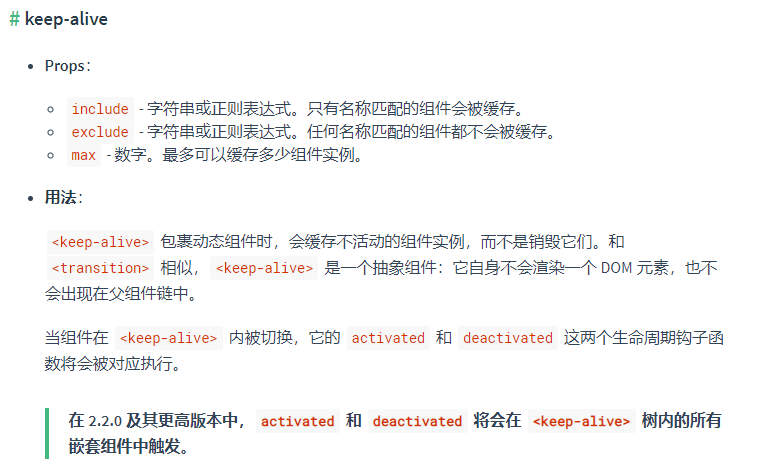 # keep-alive
• Props：
include - 字符串或正则表达式。只有名称匹配的组件会被缓存。
exclude - 字符串或正则表达式。任何名称匹配的组件都不会被缓存。
max - 数字。最多可以缓存多少组件实例。
• 用法：
<keep-alive> 包裹动态组件时，会缓存不活动的组件实例，而不是销毁它们。和
<transition> 相似，<keep-alive> 是一个抽象组件：它自身不会渲染一个 DOM 元素，也不
会出现在父组件链中。
当组件在 <keep-alive> 内被切换，它的 activated 和 deactivated 这两个生命周期钩子函
数将会被对应执行。
在 2.2.0 及其更高版本中，activated 和 deactivated 将会在 <keep-alive> 树内的所有
嵌套组件中触发。